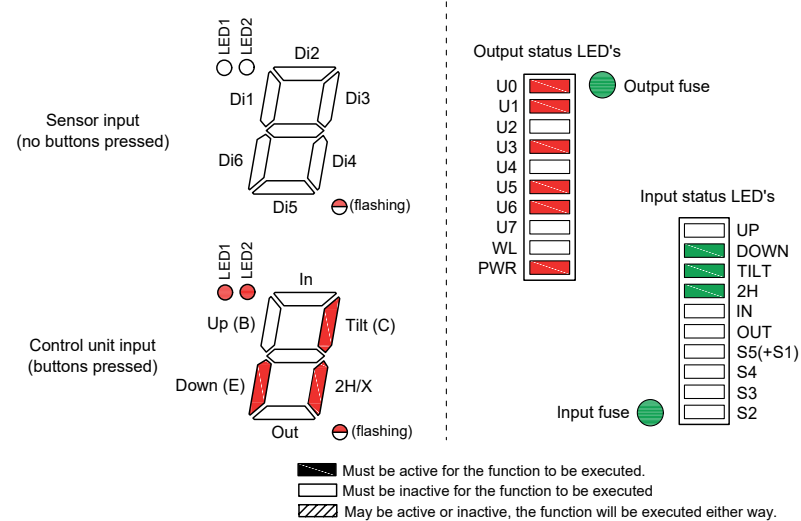 LED1
LED2
Di2
Di1
Di3
Sensor input
(no buttons pressed)
Di6
Di4
Di5
(flashing)
LED1
LED2
In
Up (B)
Tilt (C)
Control unit input
(buttons pressed)
Down (E)
2H/X
Out
(flashing)
Output status LED's
U0
Output fuse
U1
U2
U3
U4
U5
U6
U7
WL
PWR
Input status LED's
UP
DOWN
TILT
2H
IN
OUT
S5(+S1)
S4
S3
Input fuse
S2
Must be active for the function to be executed.
Must be inactive for the function to be executed
May be active or inactive, the function will be executed either way.